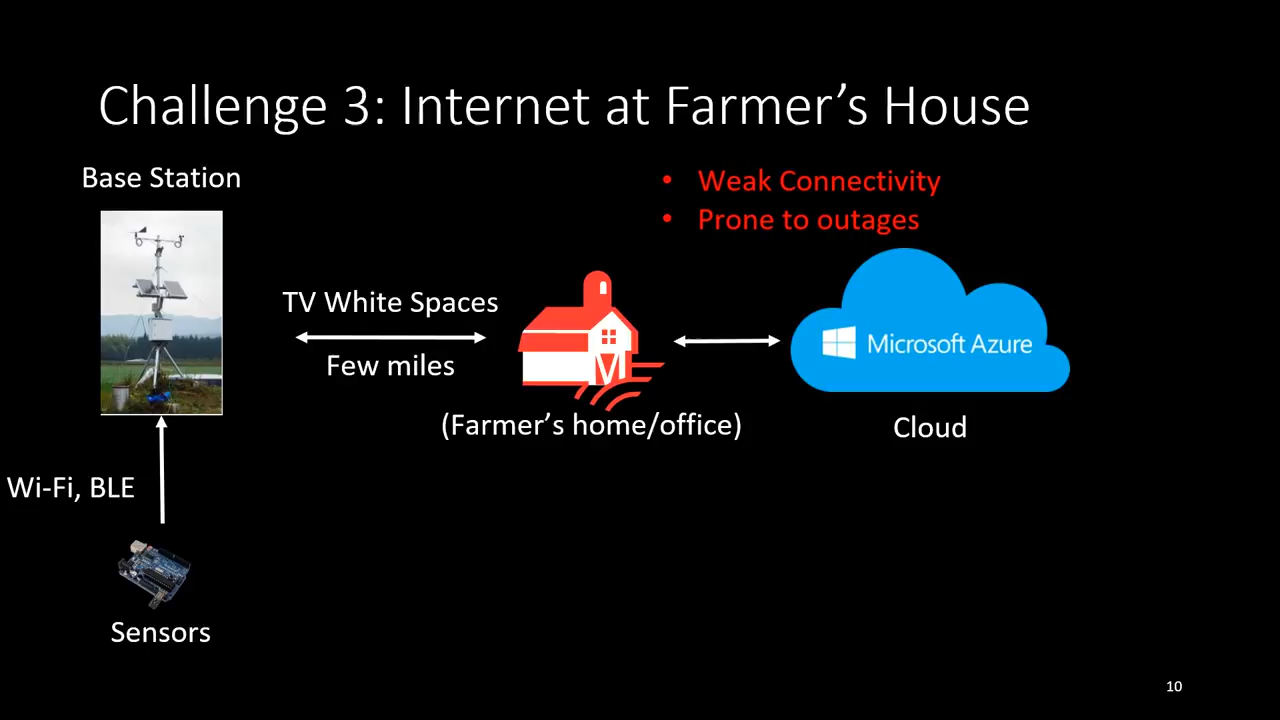 Challenge 3: Internet at Farmer's House
Base Station
• Weak Connectivity
• Prone to outages
TV White Spaces
Few miles
Microsoft Azure
(Farmer's home/office)
Cloud
Wi-Fi, BLE
Sensors
10